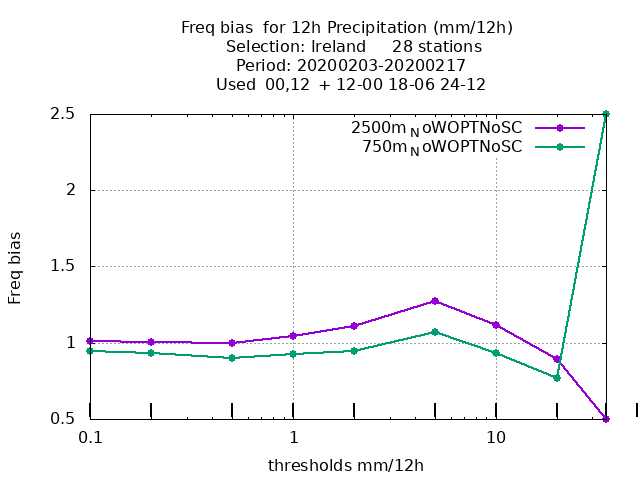 Freq bias  for 12h Precipitation (mm/12h)
Selection: Ireland     28 stations
Period: 20200203-20200217
Used  00,12  + 12-00 18-06 24-12
2500m_NoWOPTNoSC
750m_NoWOPTNoSC
2.5
2
1.5
1
0.5
Freq bias
0.1
1
10
thresholds mm/12h